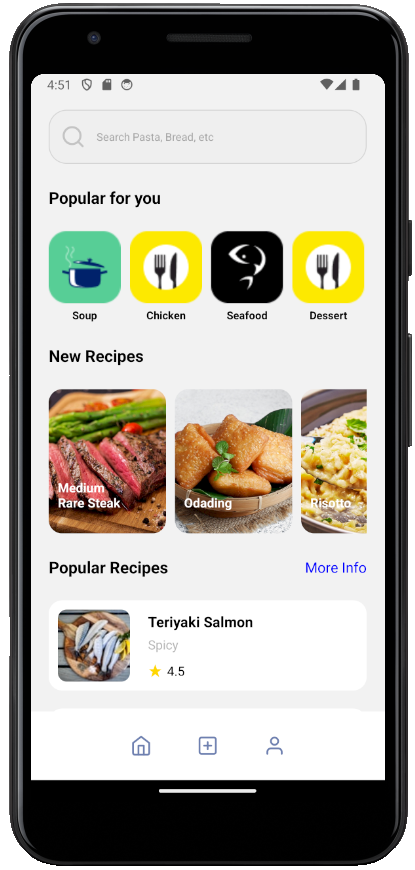 4:51
Search Pasta, Bread, etc
Popular for you
Soup
Chicken
Seafood
Dessert
New Recipes
Medium
Rare Steak
Odading
Risotto
Popular Recipes
More Info
Teriyaki Salmon
Spicy
4.5